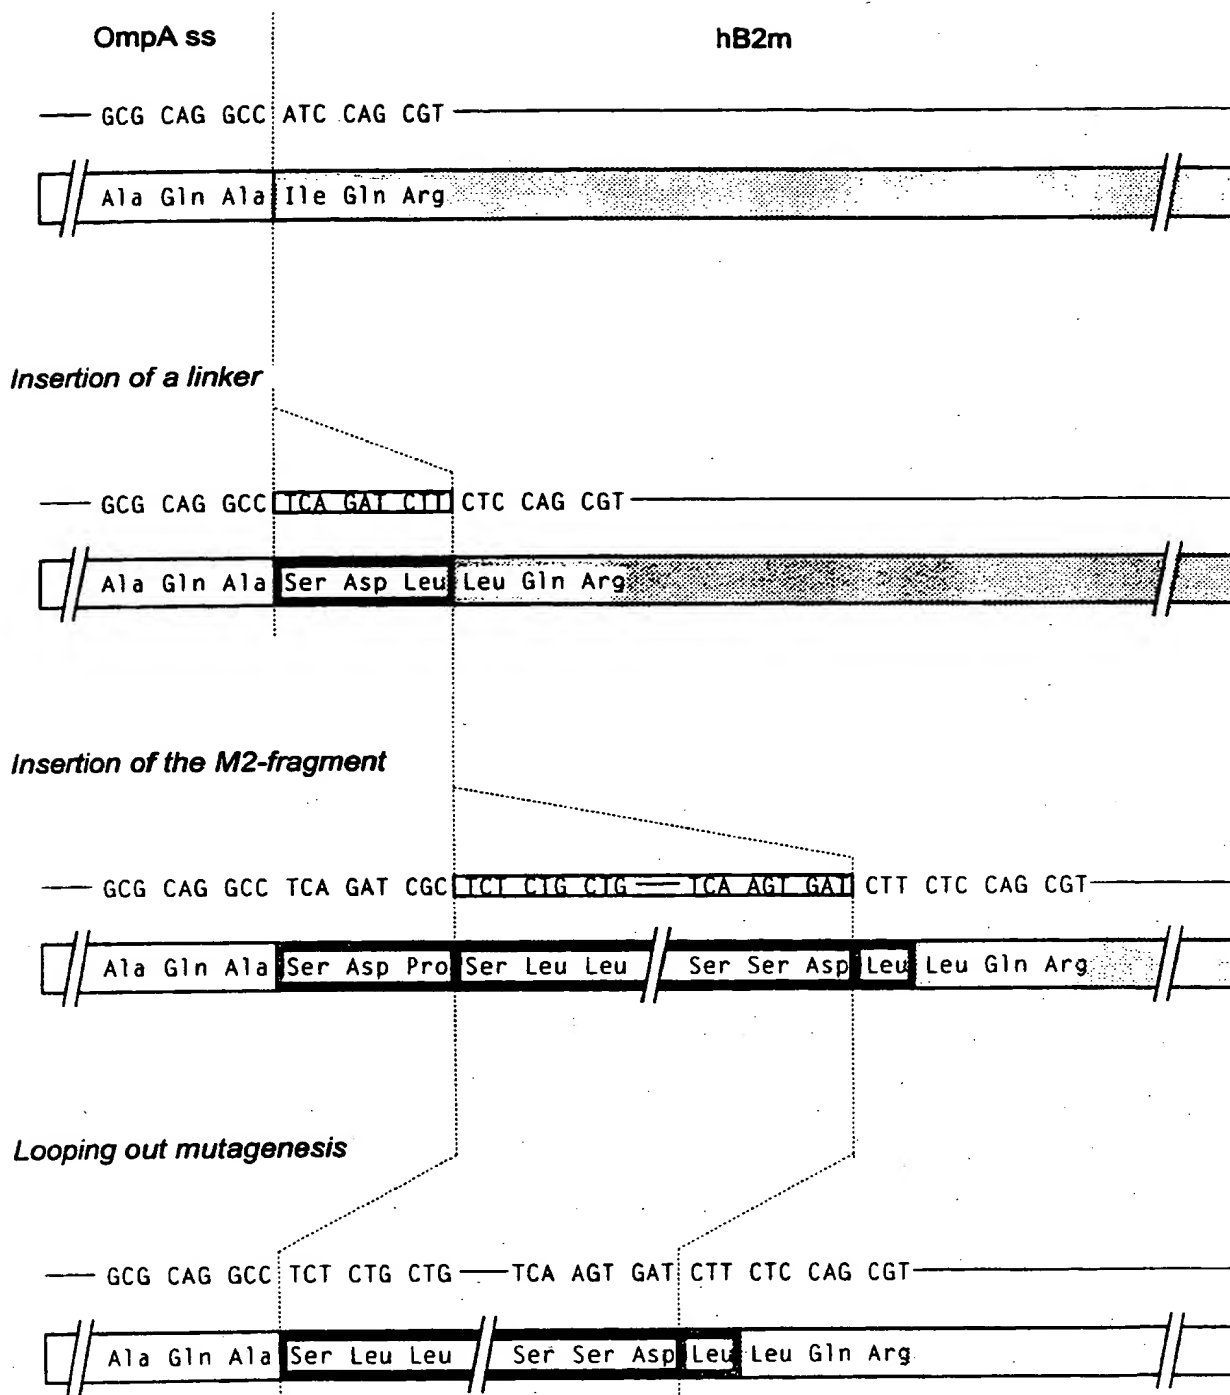 OmpA ss hB2m
GCG CAG GCC ATC CAG CGT
Ala Gln Ala Ile Gln Arg
Insertion of a linker
GCG CAG GCC TCA GAT CTT CTC CAG CGT
Ala Gln Ala Ser Asp Leu Leu Gln Arg
Insertion of the M2-fragment
GCG CAG GCC TCA GAT CGC TCT CTG CTG TCA AGT GAT CTT CTC CAG CGT
Ala Gln Ala Ser Asp Pro Ser Leu Leu Ser Ser Asp Leu Leu Gln Arg
Looping out mutagenesis
GCG CAG GCC TCT CTG CTG TCA AGT GAT CTT CTC CAG CGT
Ala Gln Ala Ser Leu Leu Ser Ser Asp Leu Leu Gln Arg